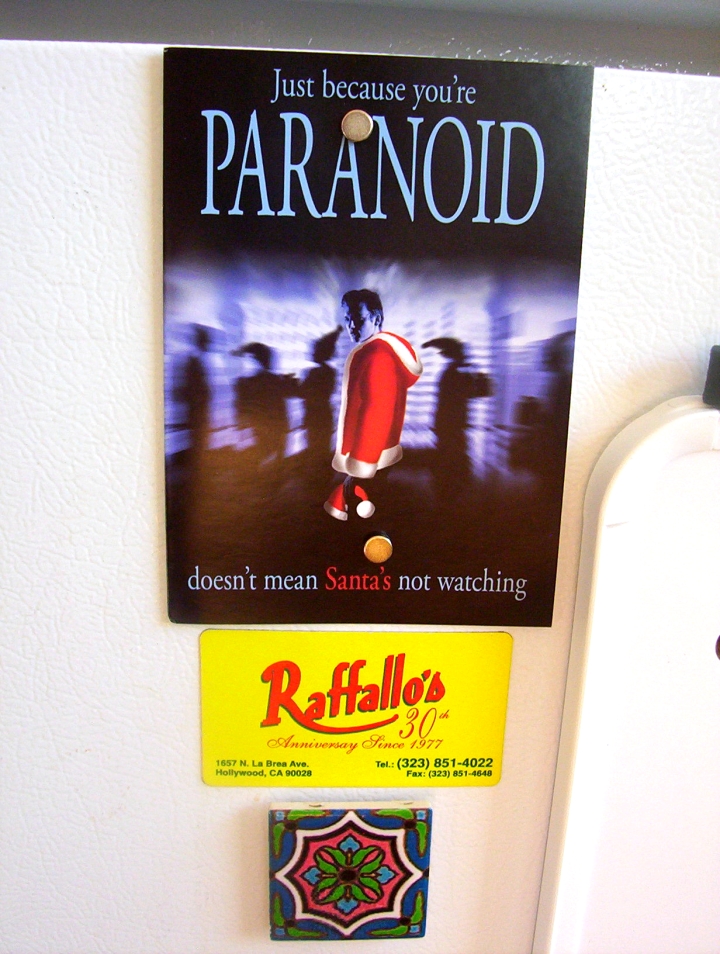 Just because you're
PARANOID
doesn't mean Santa's not watching
Raffallo's
30th
Anniversay Since 1977
1657 N. La Brea Ave.
Hollywood, CA 90028
Tel.: (323) 851-4022
Fax: (323) 851-4648